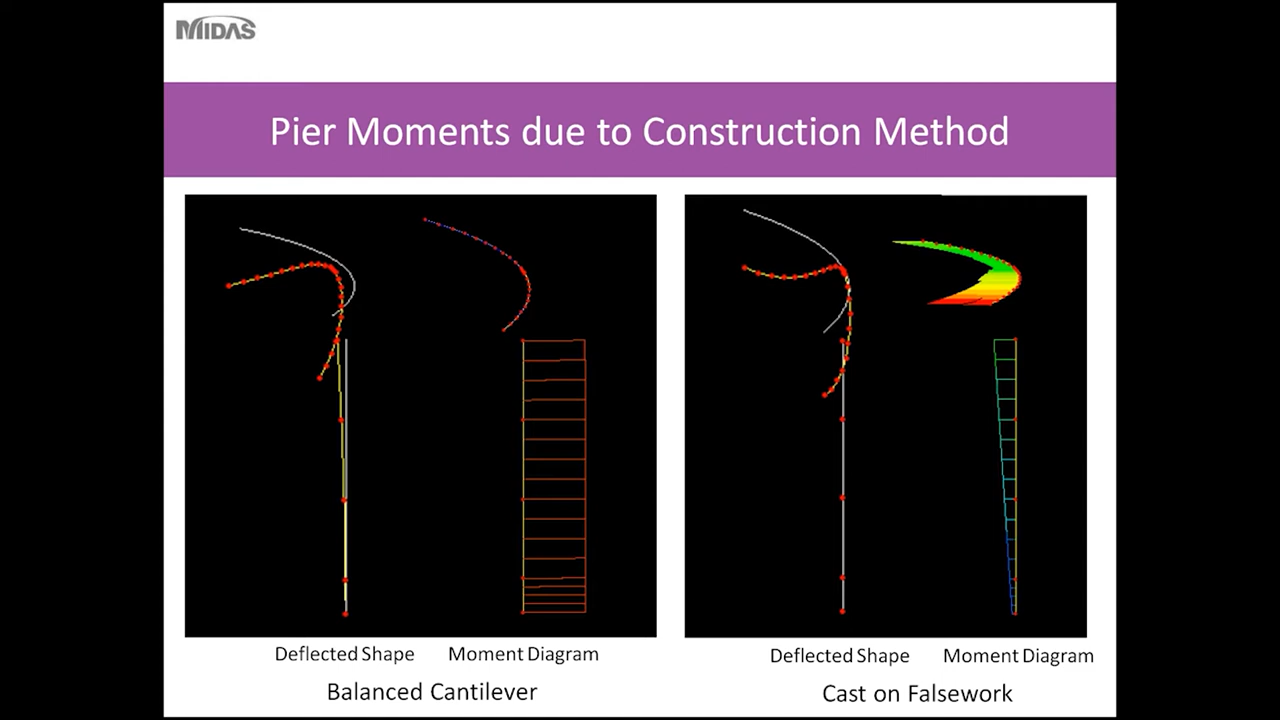 MIDAS
Pier Moments due to Construction Method
Deflected Shape Moment Diagram
Balanced Cantilever
Deflected Shape Moment Diagram
Cast on Falsework